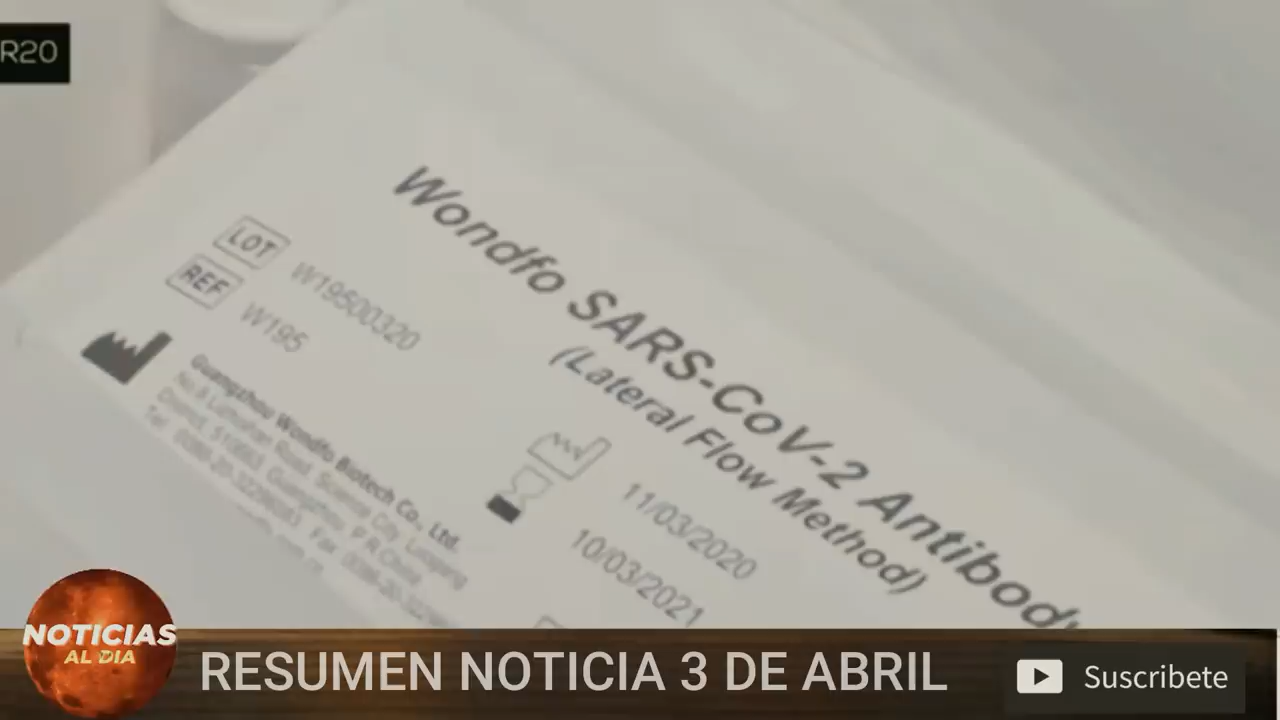 R20
Wondfo SARS-CoV-2 Antibody
(Lateral Flow Method)
LOT W19500320
REF W195
Guangzhou Wondfo Biotech Co., Ltd.
11/03/2020
10/03/2021
NOTICIAS
AL DIA
RESUMEN NOTICIA 3 DE ABRIL
Suscribete